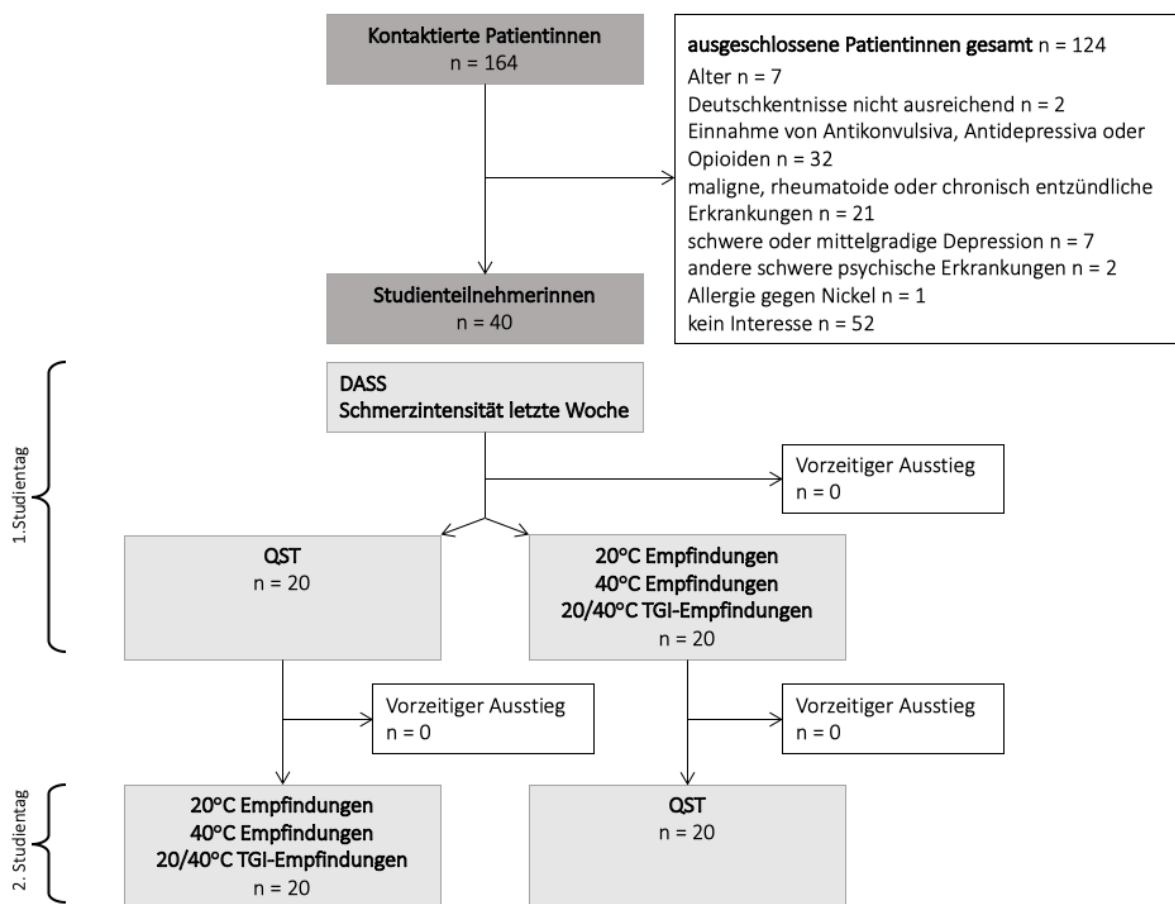 Kontaktierte Patientinnen
n = 164
ausgeschlossene Patientinnen gesamt n = 124
Alter n = 7
Deutschkentnisse nicht ausreichend n = 2
Einnahme von Antikonvulsiva, Antidepressiva oder
Opioiden n = 32
maligne, rheumatoide oder chronisch entzündliche
Erkrankungen n = 21
schwere oder mittelgradige Depression n = 7
andere schwere psychische Erkrankungen n = 2
Allergie gegen Nickel n = 1
kein Interesse n = 52
Studienteilnehmerinnen
n = 40
1.Studientag
DASS
Schmerzintensität letzte Woche
Vorzeitiger Ausstieg
n = 0
QST
n = 20
20°C Empfindungen
40°C Empfindungen
20/40°C TGI-Empfindungen
n = 20
Vorzeitiger Ausstieg
n = 0
Vorzeitiger Ausstieg
n = 0
2. Studientag
20°C Empfindungen
40°C Empfindungen
20/40°C TGI-Empfindungen
n = 20
QST
n = 20